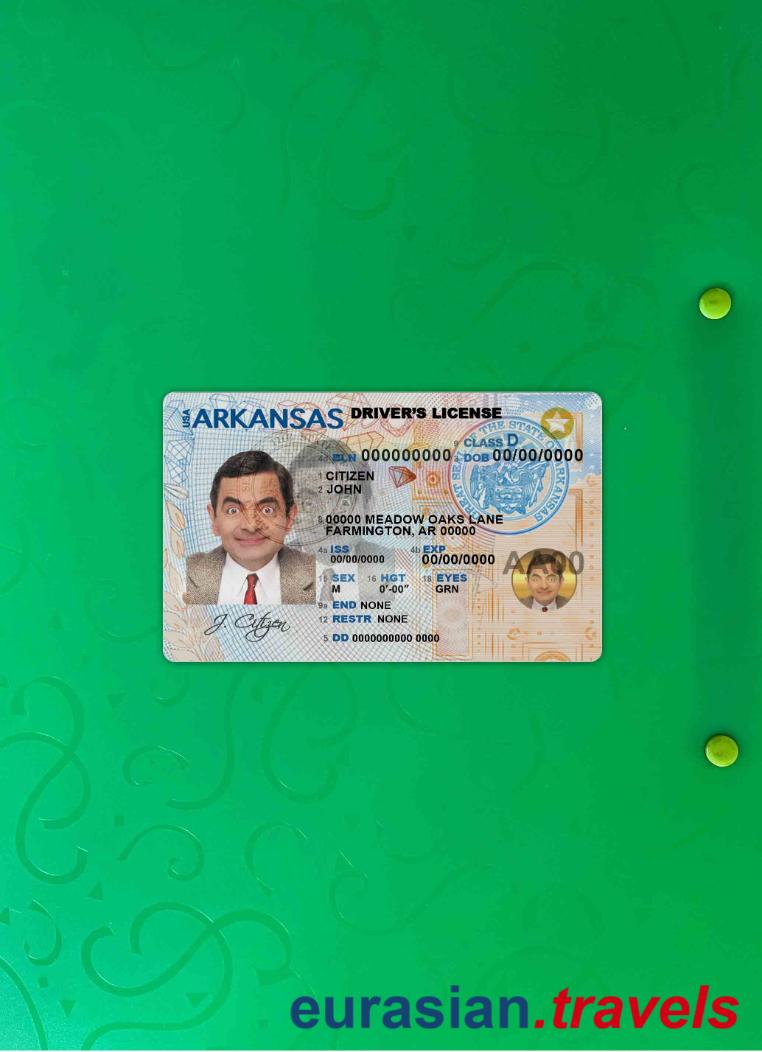 USA ARKANSAS DRIVER'S LICENSE
9 CLASS D
4d DLN 000000000 3 DOB 00/00/0000
1 CITIZEN
2 JOHN
8 00000 MEADOW OAKS LANE
FARMINGTON, AR 00000
4a ISS 4b EXP
00/00/0000 00/00/0000
15 SEX 16 HGT 18 EYES
M 0'-00" GRN
9a END NONE
12 RESTR NONE
5 DD 0000000000 0000
J. Citizen
THE STATE OF ARKANSAS
GREAT SEAL
eurasian.travels